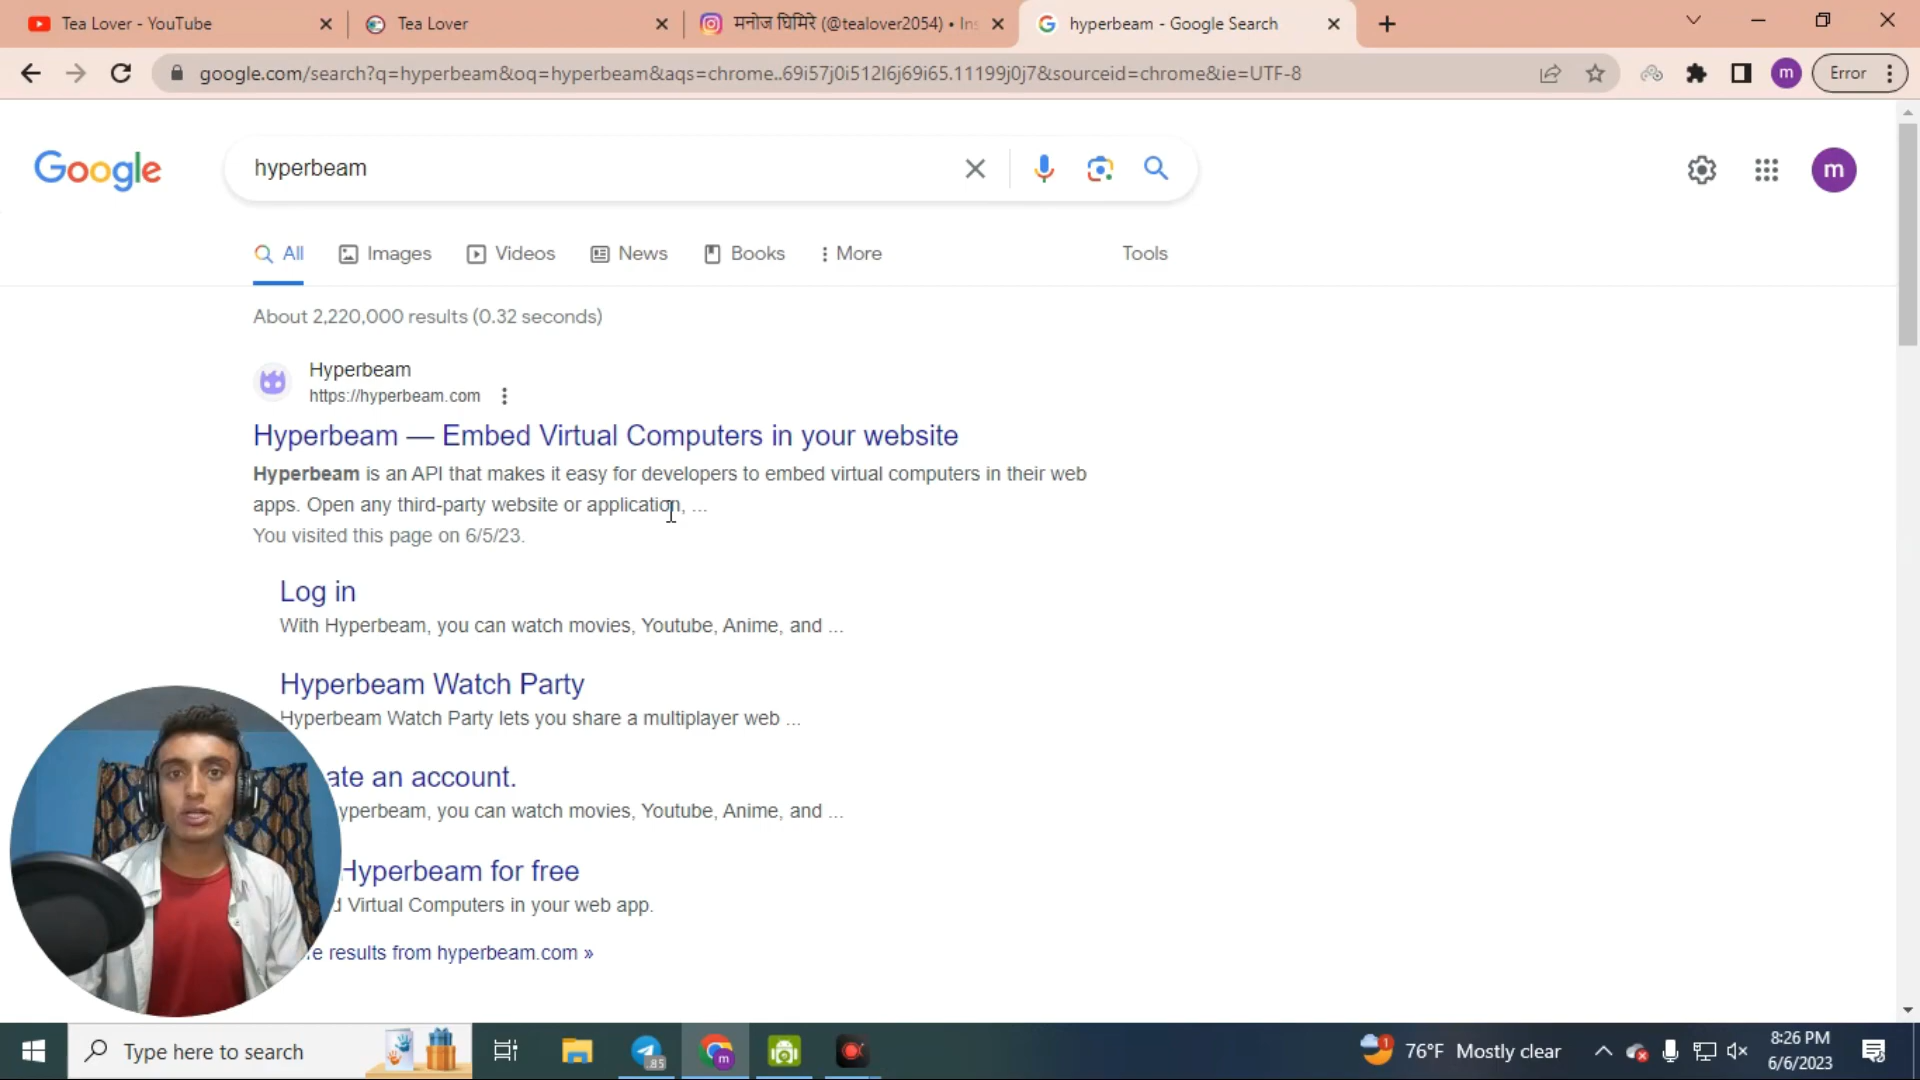 Tea Lover - YouTube
Tea Lover
मनोज घिमिरे (@tealover2054) • Ins
hyperbeam - Google Search
google.com/search?q=hyperbeam&oq=hyperbeam&aqs=chrome..69i57j0i512l6j69i65.11199j0j7&sourceid=chrome&ie=UTF-8
m
Error
Google
hyperbeam
m
All
Images
Videos
News
Books
More
Tools
About 2,220,000 results (0.32 seconds)
Hyperbeam
https://hyperbeam.com
Hyperbeam — Embed Virtual Computers in your website
Hyperbeam is an API that makes it easy for developers to embed virtual computers in their web
apps. Open any third-party website or application, ...
You visited this page on 6/5/23.
Log in
With Hyperbeam, you can watch movies, Youtube, Anime, and ...
Hyperbeam Watch Party
Hyperbeam Watch Party lets you share a multiplayer web ...
ate an account.
yperbeam, you can watch movies, Youtube, Anime, and ...
Hyperbeam for free
d Virtual Computers in your web app.
e results from hyperbeam.com »
Type here to search
85
m
1
76°F Mostly clear
8:26 PM
6/6/2023